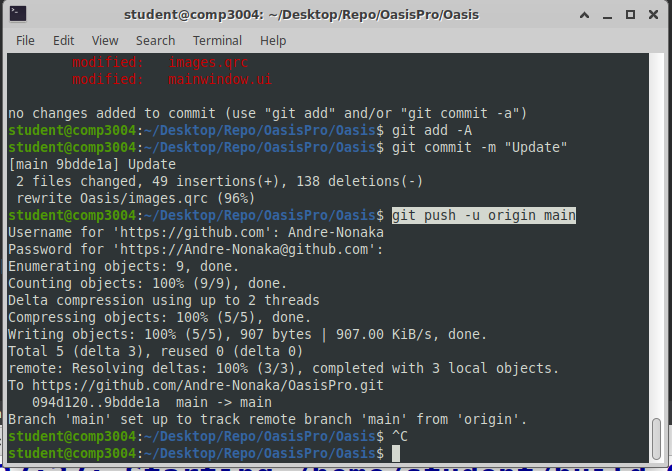 student@comp3004: ~/Desktop/Repo/OasisPro/Oasis
File Edit View Search Terminal Help
modified: images.qrc
modified: mainwindow.ui
no changes added to commit (use "git add" and/or "git commit -a")
student@comp3004:~/Desktop/Repo/OasisPro/Oasis$ git add -A
student@comp3004:~/Desktop/Repo/OasisPro/Oasis$ git commit -m "Update"
[main 9bdde1a] Update
2 files changed, 49 insertions(+), 138 deletions(-)
rewrite Oasis/images.qrc (96%)
student@comp3004:~/Desktop/Repo/OasisPro/Oasis$ git push -u origin main
Username for 'https://github.com': Andre-Nonaka
Password for 'https://Andre-Nonaka@github.com':
Enumerating objects: 9, done.
Counting objects: 100% (9/9), done.
Delta compression using up to 2 threads
Compressing objects: 100% (5/5), done.
Writing objects: 100% (5/5), 907 bytes | 907.00 KiB/s, done.
Total 5 (delta 3), reused 0 (delta 0)
remote: Resolving deltas: 100% (3/3), completed with 3 local objects.
To https://github.com/Andre-Nonaka/OasisPro.git
094d120..9bdde1a main -> main
Branch 'main' set up to track remote branch 'main' from 'origin'.
student@comp3004:~/Desktop/Repo/OasisPro/Oasis$ ^C
student@comp3004:~/Desktop/Repo/OasisPro/Oasis$